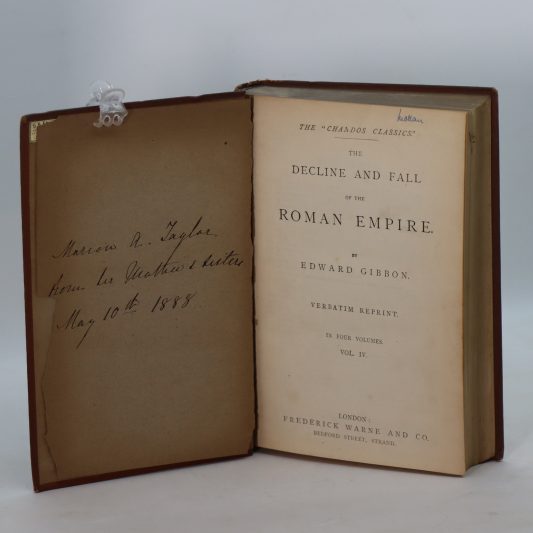 Marion A. Taylor
from her Mother & Sisters
May 10th 1888.
THE "CHANDOS CLASSICS."
THE
DECLINE AND FALL
OF THE
ROMAN EMPIRE.
BY
EDWARD GIBBON.
VERBATIM REPRINT.
IN FOUR VOLUMES.
VOL. IV.
LONDON:
FREDERICK WARNE AND CO.
BEDFORD STREET, STRAND.